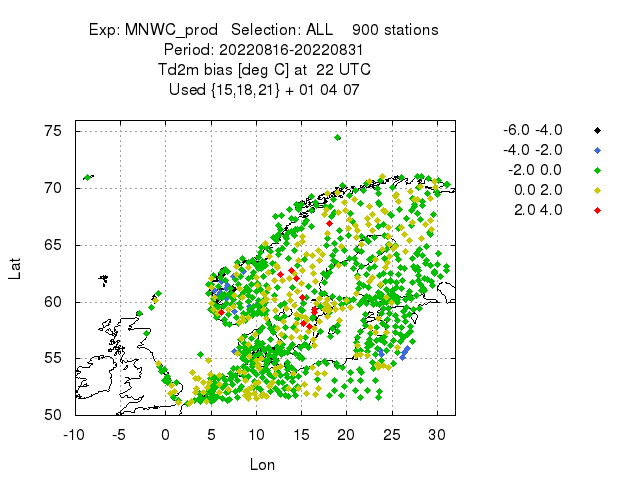 Exp: MNWC_prod   Selection: ALL    900 stations
Period: 20220816-20220831
Td2m bias [deg C] at  22 UTC
Used {15,18,21} + 01 04 07
-6.0 -4.0
-4.0 -2.0
-2.0 0.0
0.0 2.0
2.0 4.0
75
70
65
60
55
50
Lat
-10 -5 0 5 10 15 20 25 30
Lon